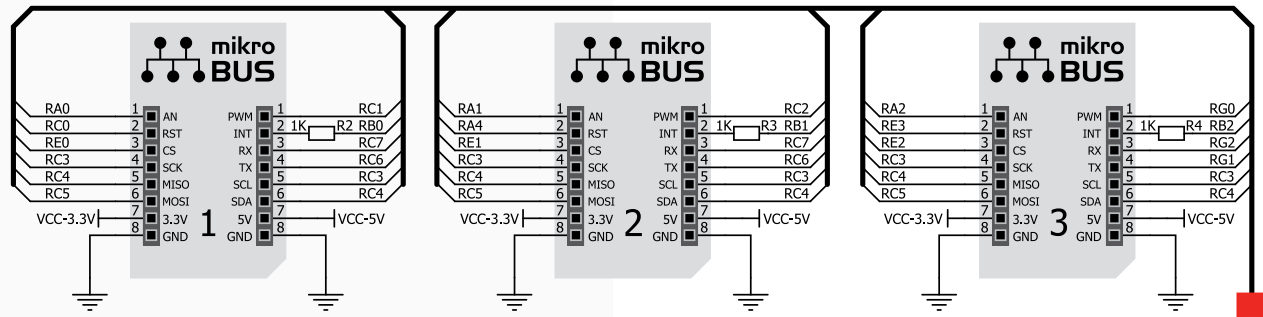 mikro
BUS
RA0 1 AN PWM 1 RC1
RC0 2 RST INT 2 1K R2 RB0
RE0 3 CS RX 3 RC7
RC3 4 SCK TX 4 RC6
RC4 5 MISO SCL 5 RC3
RC5 6 MOSI SDA 6 RC4
VCC-3.3V 7 3.3V 5V 7 VCC-5V
8 GND GND 8
1
mikro
BUS
RA1 1 AN PWM 1 RC2
RA4 2 RST INT 2 1K R3 RB1
RE1 3 CS RX 3 RC7
RC3 4 SCK TX 4 RC6
RC4 5 MISO SCL 5 RC3
RC5 6 MOSI SDA 6 RC4
VCC-3.3V 7 3.3V 5V 7 VCC-5V
8 GND GND 8
2
mikro
BUS
RA2 1 AN PWM 1 RG0
RE3 2 RST INT 2 1K R4 RB2
RE2 3 CS RX 3 RG2
RC3 4 SCK TX 4 RG1
RC4 5 MISO SCL 5 RC3
RC5 6 MOSI SDA 6 RC4
VCC-3.3V 7 3.3V 5V 7 VCC-5V
8 GND GND 8
3